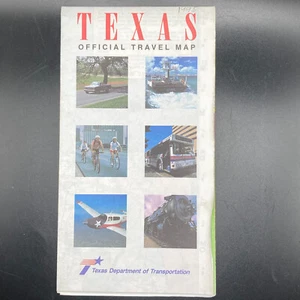 TEXAS
OFFICIAL TRAVEL MAP
Texas Department of Transportation